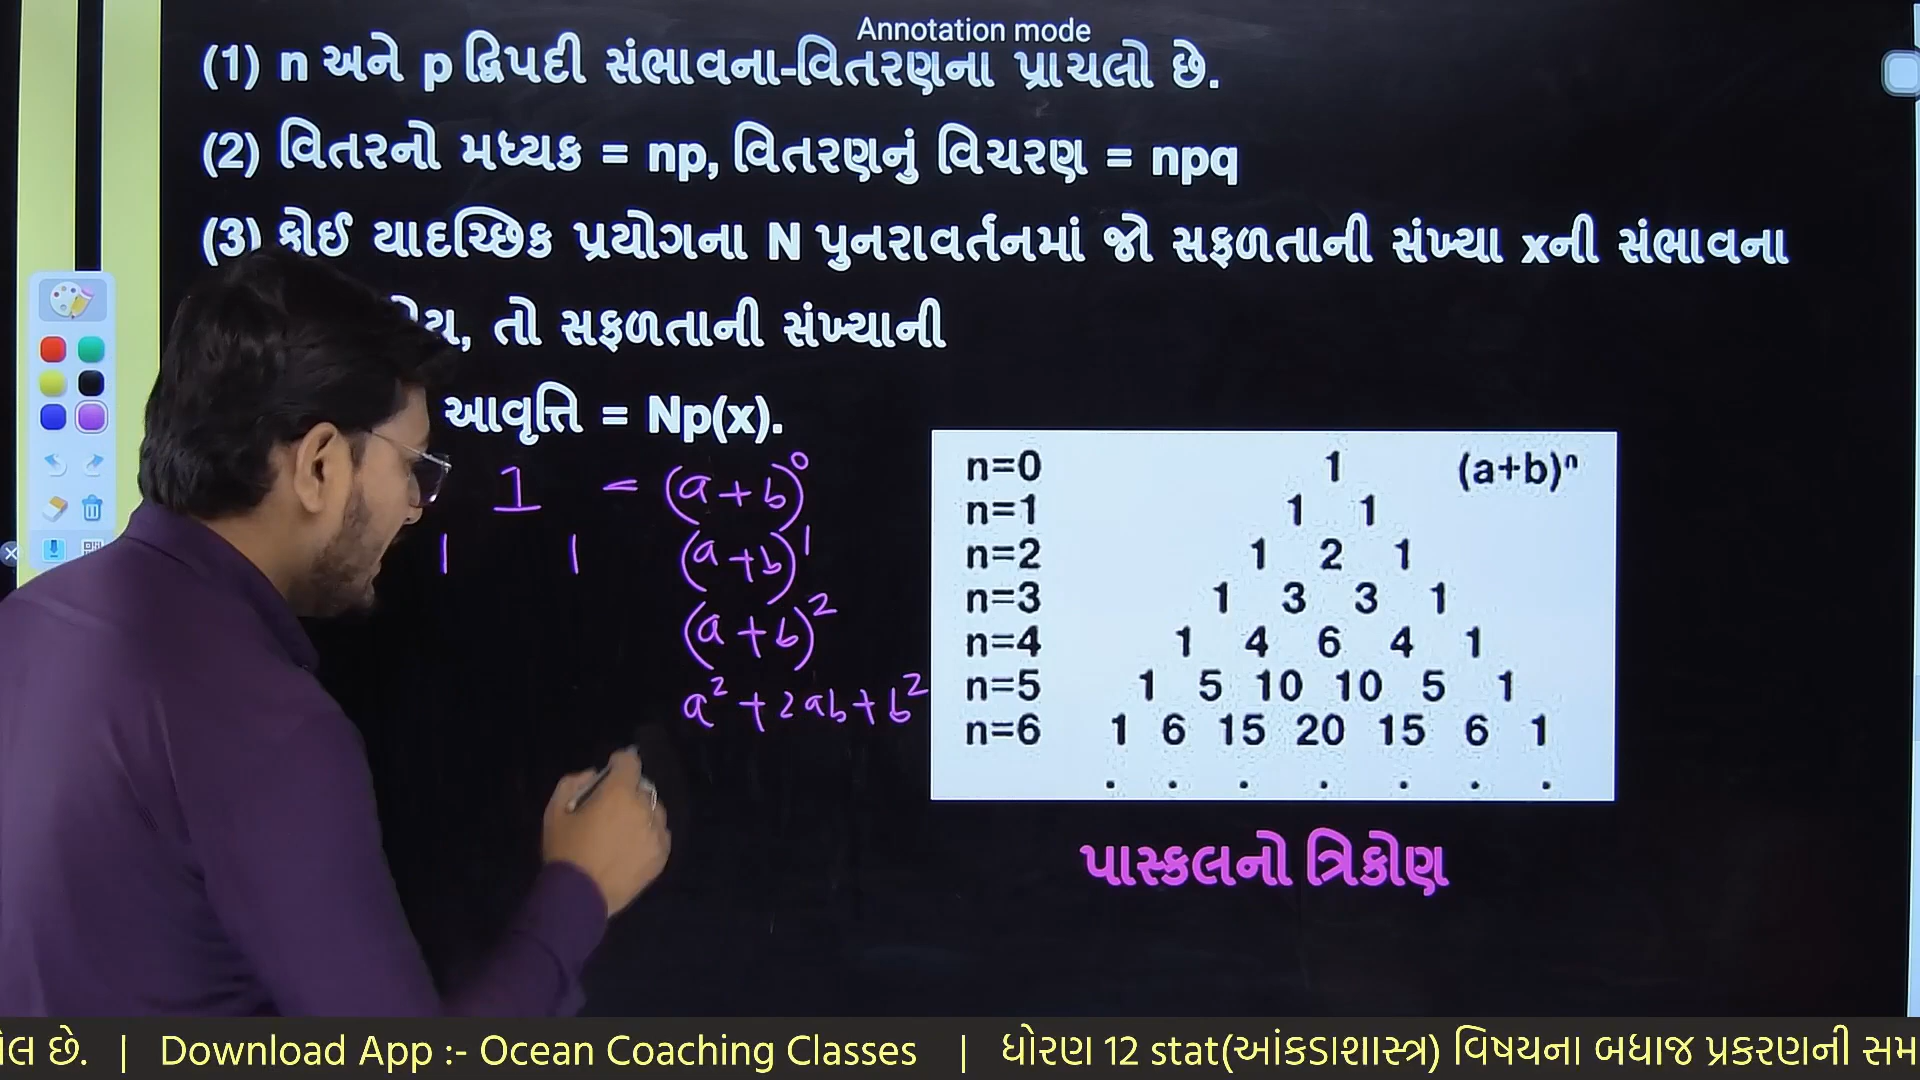 Annotation mode
(1) n અને p દ્વિપદી સંભાવના-વિતરણના પ્રાચલો છે.
(2) વિતરનો મધ્યક = np, વિતરણનું વિચરણ = npq
(3) કોઈ યાદચ્છિક પ્રયોગના N પુનરાવર્તનમાં જો સફળતાની સંખ્યા xની સંભાવના
તો સફળતાની સંખ્યાની
આવૃત્તિ = Np(x).
1 = (a+b)⁰
1 1 (a+b)¹
(a+b)²
a² + 2ab + b²
n=0 1 (a+b)ⁿ
n=1 1 1
n=2 1 2 1
n=3 1 3 3 1
n=4 1 4 6 4 1
n=5 1 5 10 10 5 1
n=6 1 6 15 20 15 6 1
. . . . . . .
પાસ્કલનો ત્રિકોણ
છે. | Download App :- Ocean Coaching Classes | ધોરણ 12 stat(આંકડાશાસ્ત્ર) વિષયના બધાજ પ્રકરણની